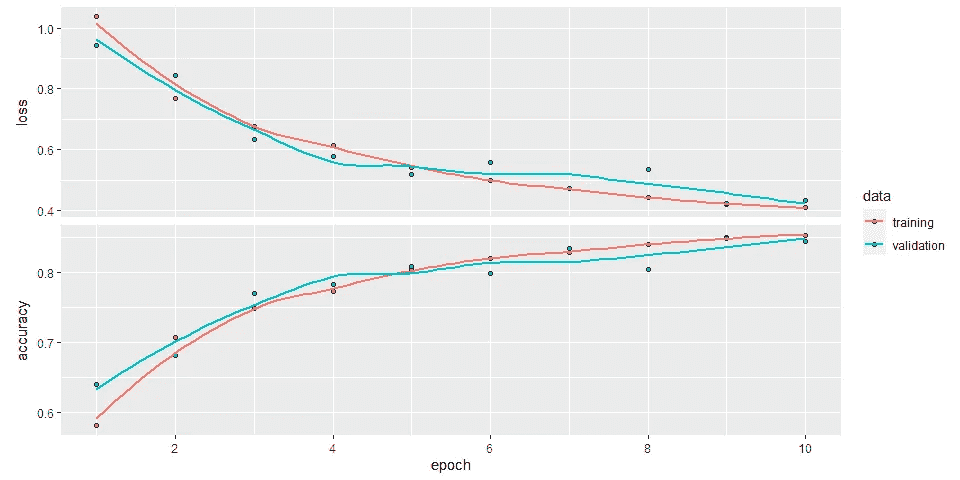 1.0
0.8
0.6
0.4
loss
0.8
0.7
0.6
accuracy
2 4 6 8 10
epoch
data
training
validation